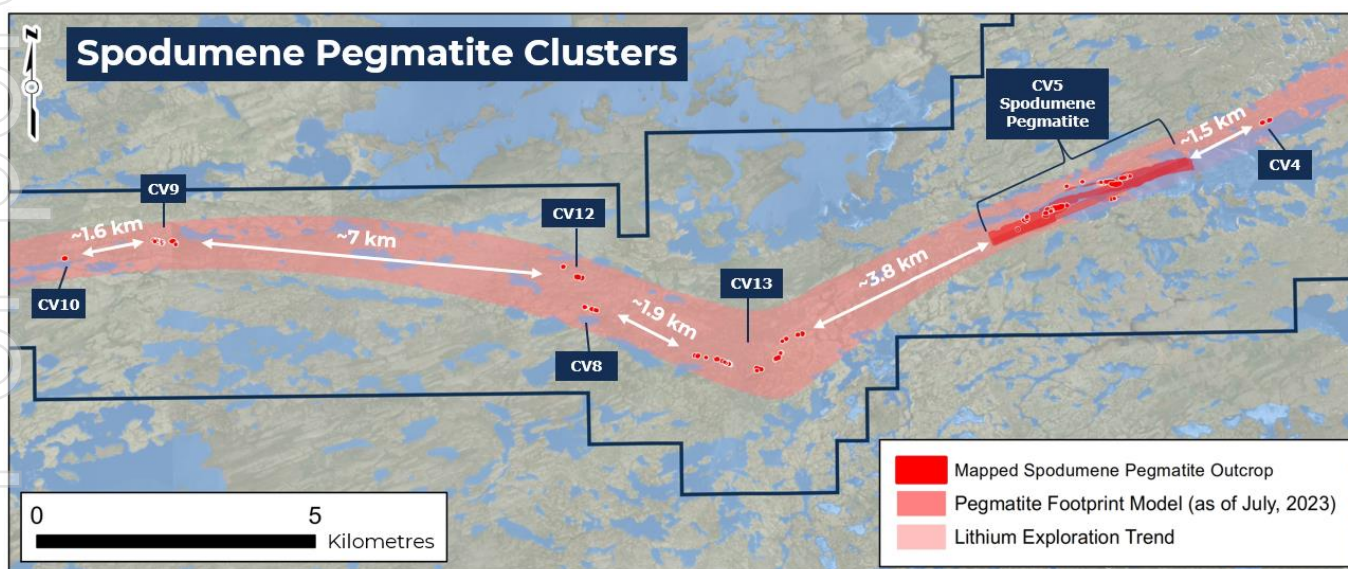 N
Spodumene Pegmatite Clusters
CV5
Spodumene
Pegmatite
~1.5 km
CV4
CV9
~1.6 km
CV10
~7 km
CV12
CV13
~3.8 km
~1.9 km
CV8
0 5
Kilometres
Mapped Spodumene Pegmatite Outcrop
Pegmatite Footprint Model (as of July, 2023)
Lithium Exploration Trend